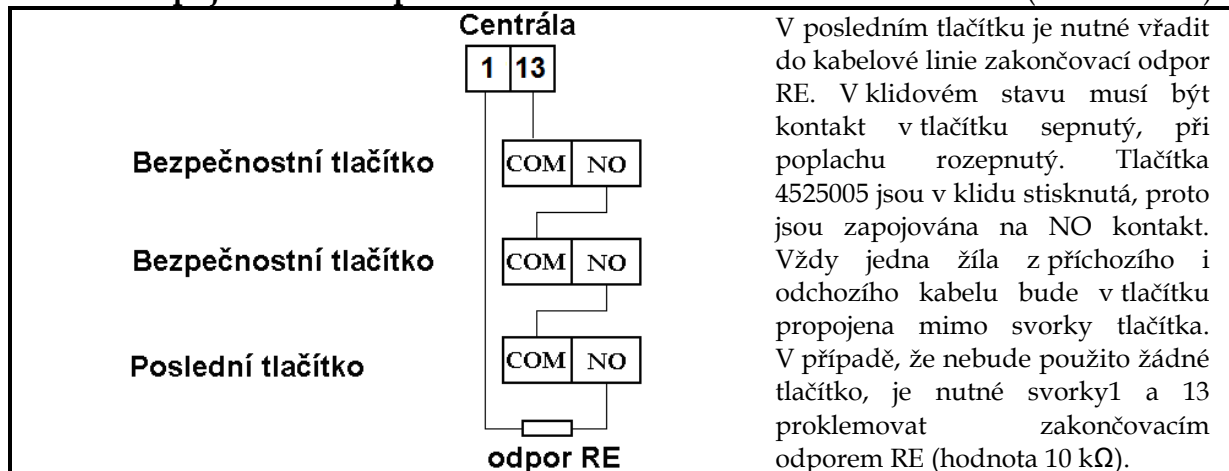 Centrála
1 13
Bezpečnostní tlačítko
COM NO
Bezpečnostní tlačítko
COM NO
Poslední tlačítko
COM NO
odpor RE
V posledním tlačítku je nutné vřadit
do kabelové linie zakončovací odpor
RE. V klidovém stavu musí být
kontakt v tlačítku sepnutý, při
poplachu rozepnutý. Tlačítka
4525005 jsou v klidu stisknutá, proto
jsou zapojována na NO kontakt.
Vždy jedna žíla z příchozího i
odchozího kabelu bude v tlačítku
propojena mimo svorky tlačítka.
V případě, že nebude použito žádné
tlačítko, je nutné svorky1 a 13
proklemovat zakončovacím
odporem RE (hodnota 10 kΩ).